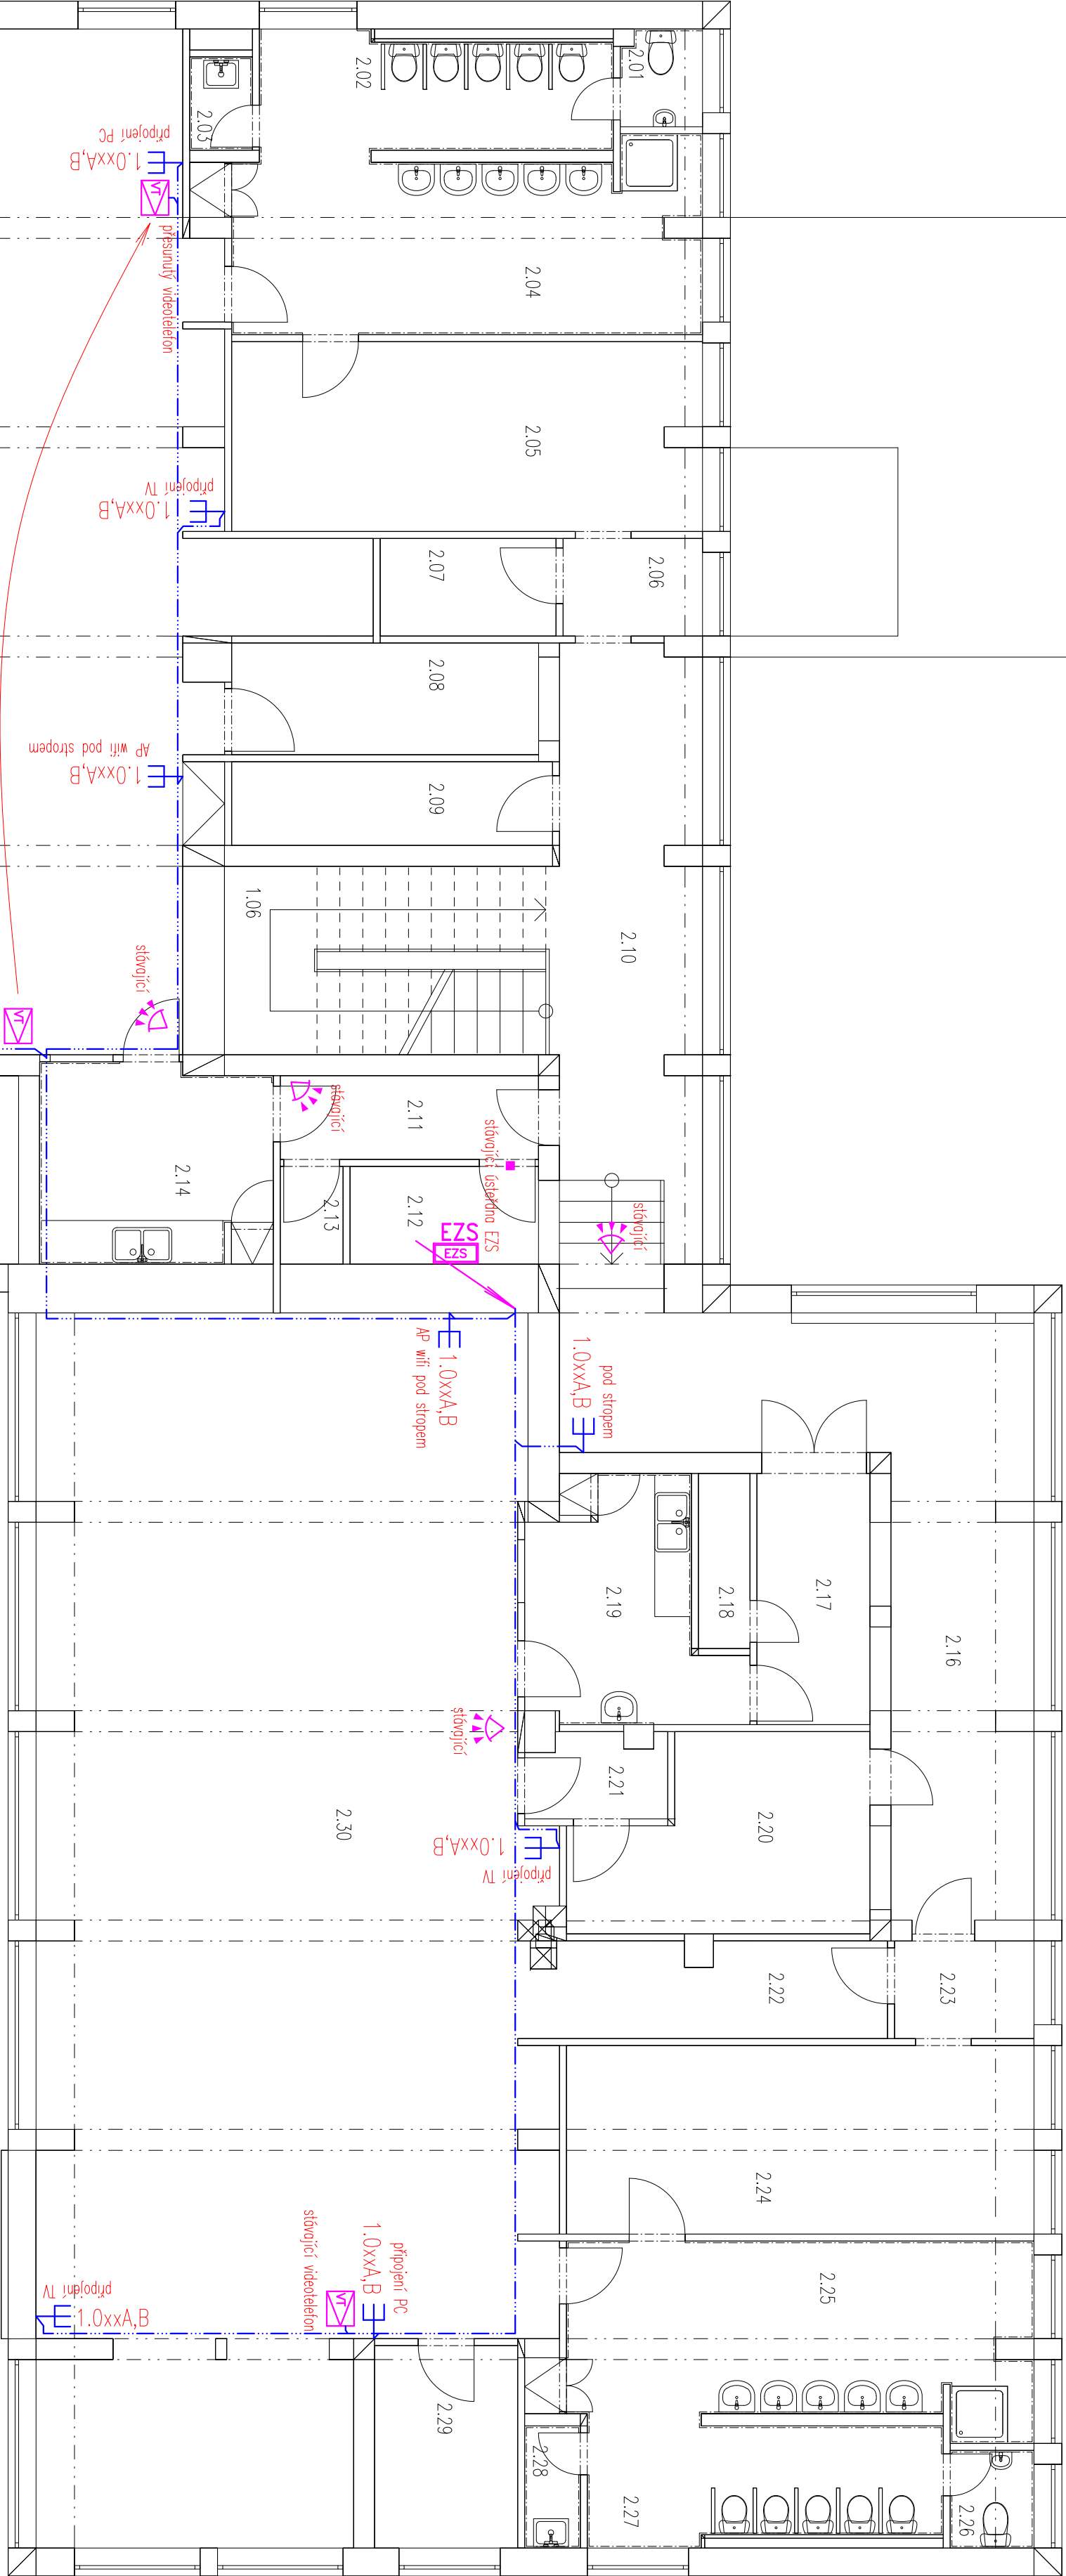 2.01
2.02
2.03
připojení PC
1.0xxA,B
VT
přesunutý videotelefon
2.04
2.05
připojení TV
1.0xxA,B
2.06
2.07
2.08
AP wifi pod stropem
1.0xxA,B
2.09
1.06
2.10
stávající
VT
stávající
2.11
stávající ústředna EZS
2.12
2.13
2.14
EZS
EZS
stávající
1.0xxA,B
AP wifi pod stropem
pod stropem
1.0xxA,B
2.16
2.17
2.18
2.19
stávající
2.20
2.21
2.30
1.0xxA,B
připojení TV
2.22
2.23
2.24
2.25
připojení PC
1.0xxA,B
VT
stávající videotelefon
připojení TV
1.0xxA,B
2.29
2.28
2.27
2.26